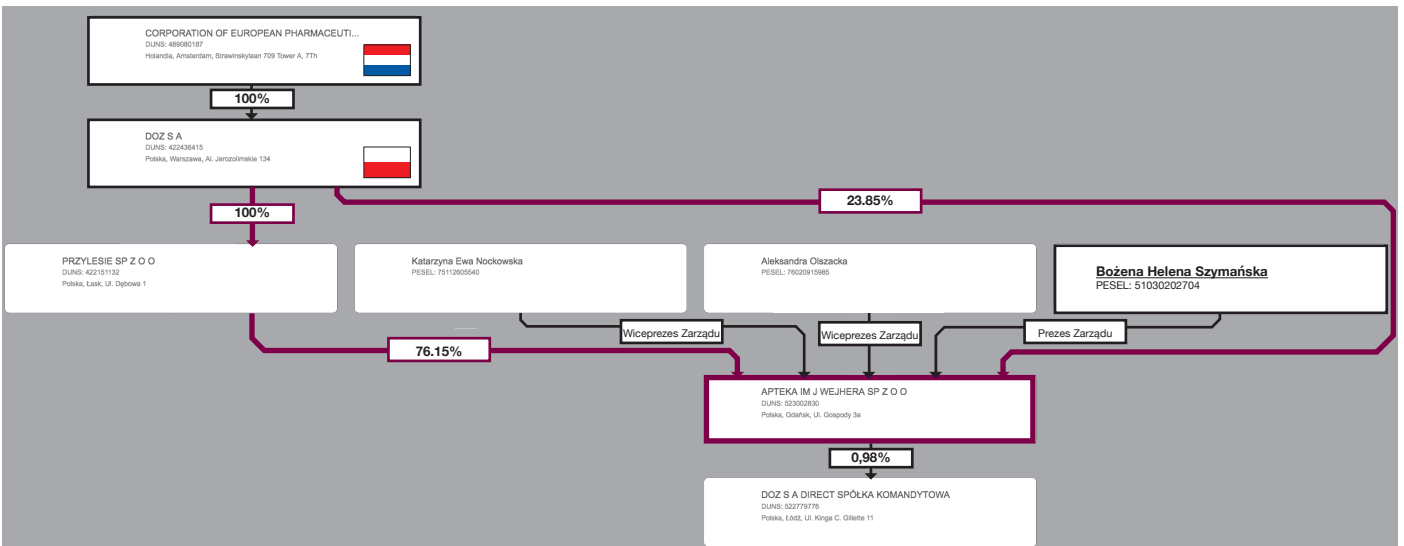 CORPORATION OF EUROPEAN PHARMACEUTI...
DUNS: 489080187
Holandia, Amsterdam, Strawinskylaan 709 Tower A, 7Th
100%
DOZ S A
DUNS: 422436415
Polska, Warszawa, Al. Jerozolimskie 134
100%
23.85%
PRZYLESIE SP Z O O
DUNS: 422151132
Polska, Łask, Ul. Dębowa 1
Katarzyna Ewa Nockowska
PESEL: 75112605540
Aleksandra Olszacka
PESEL: 76020915985
Bożena Helena Szymańska
PESEL: 51030202704
Wiceprezes Zarządu
Wiceprezes Zarządu
Prezes Zarządu
76.15%
APTEKA IM J WEJHERA SP Z O O
DUNS: 523002830
Polska, Gdańsk, Ul. Gospody 3a
0,98%
DOZ S A DIRECT SPÓŁKA KOMANDYTOWA
DUNS: 522779776
Polska, Łódź, Ul. Kinga C. Gillette 11